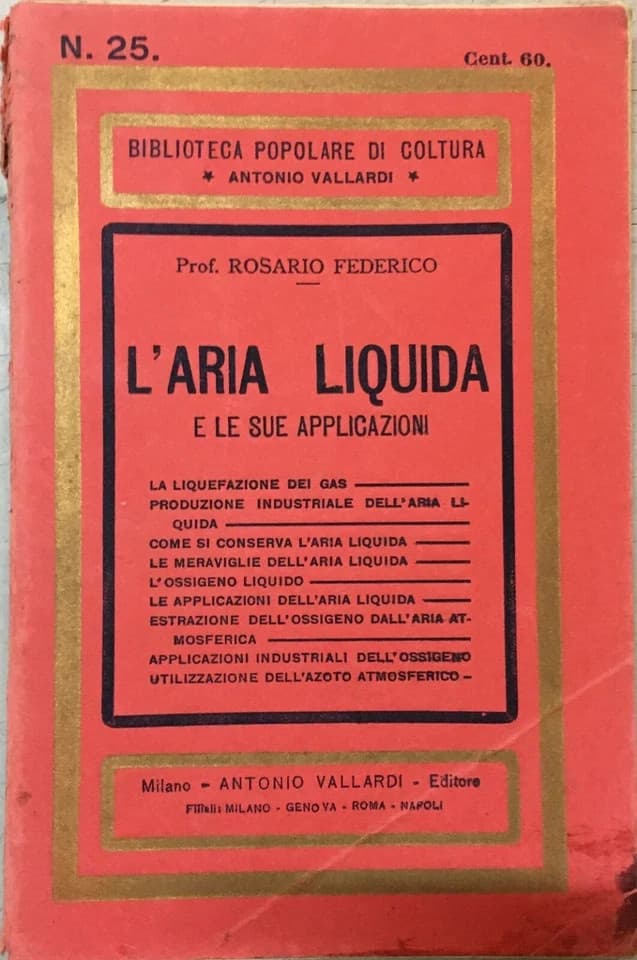 N. 25.
Cent. 60.
BIBLIOTECA POPOLARE DI COLTURA
★ ANTONIO VALLARDI ★
Prof. ROSARIO FEDERICO
L'ARIA LIQUIDA
E LE SUE APPLICAZIONI
LA LIQUEFAZIONE DEI GAS
PRODUZIONE INDUSTRIALE DELL'ARIA LI-
QUIDA
COME SI CONSERVA L'ARIA LIQUIDA
LE MERAVIGLIE DELL'ARIA LIQUIDA
L'OSSIGENO LIQUIDO
LE APPLICAZIONI DELL'ARIA LIQUIDA
ESTRAZIONE DELL'OSSIGENO DALL'ARIA AT-
MOSFERICA
APPLICAZIONI INDUSTRIALI DELL'OSSIGENO
UTILIZZAZIONE DELL'AZOTO ATMOSFERICO -
Milano - ANTONIO VALLARDI - Editore
Filiali: MILANO - GENOVA - ROMA - NAPOLI